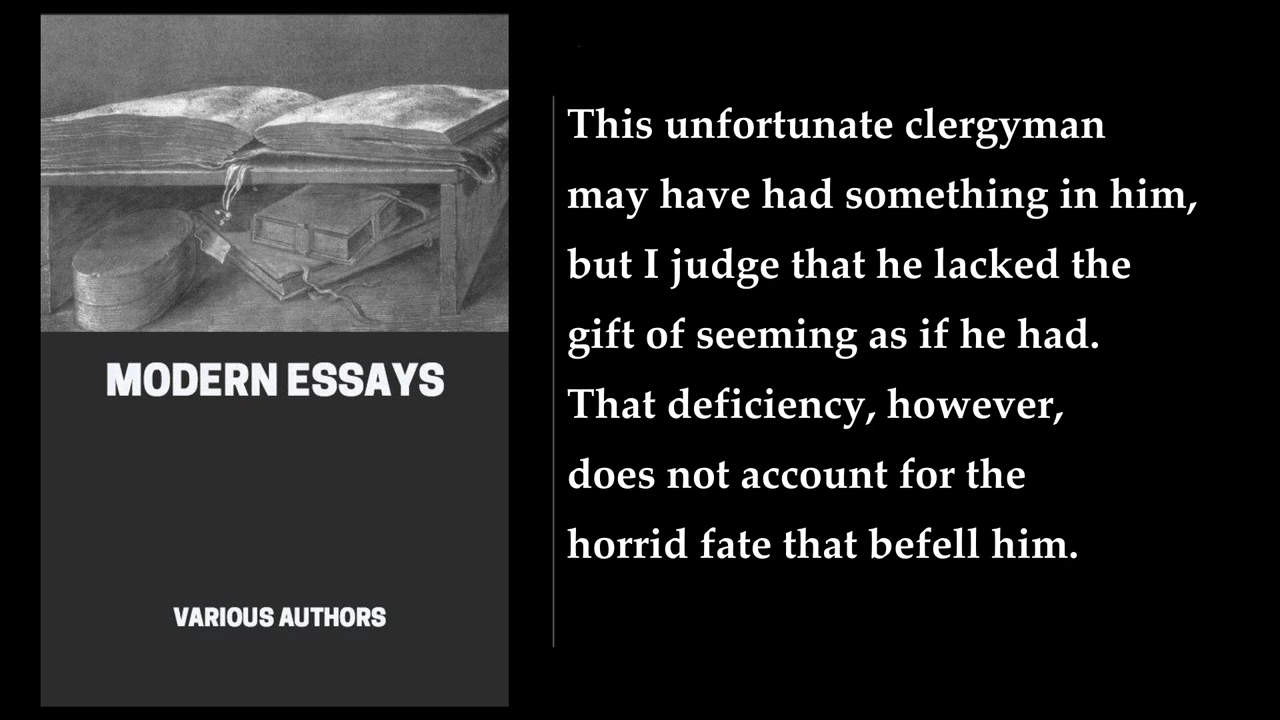 MODERN ESSAYS
VARIOUS AUTHORS
This unfortunate clergyman
may have had something in him,
but I judge that he lacked the
gift of seeming as if he had.
That deficiency, however,
does not account for the
horrid fate that befell him.